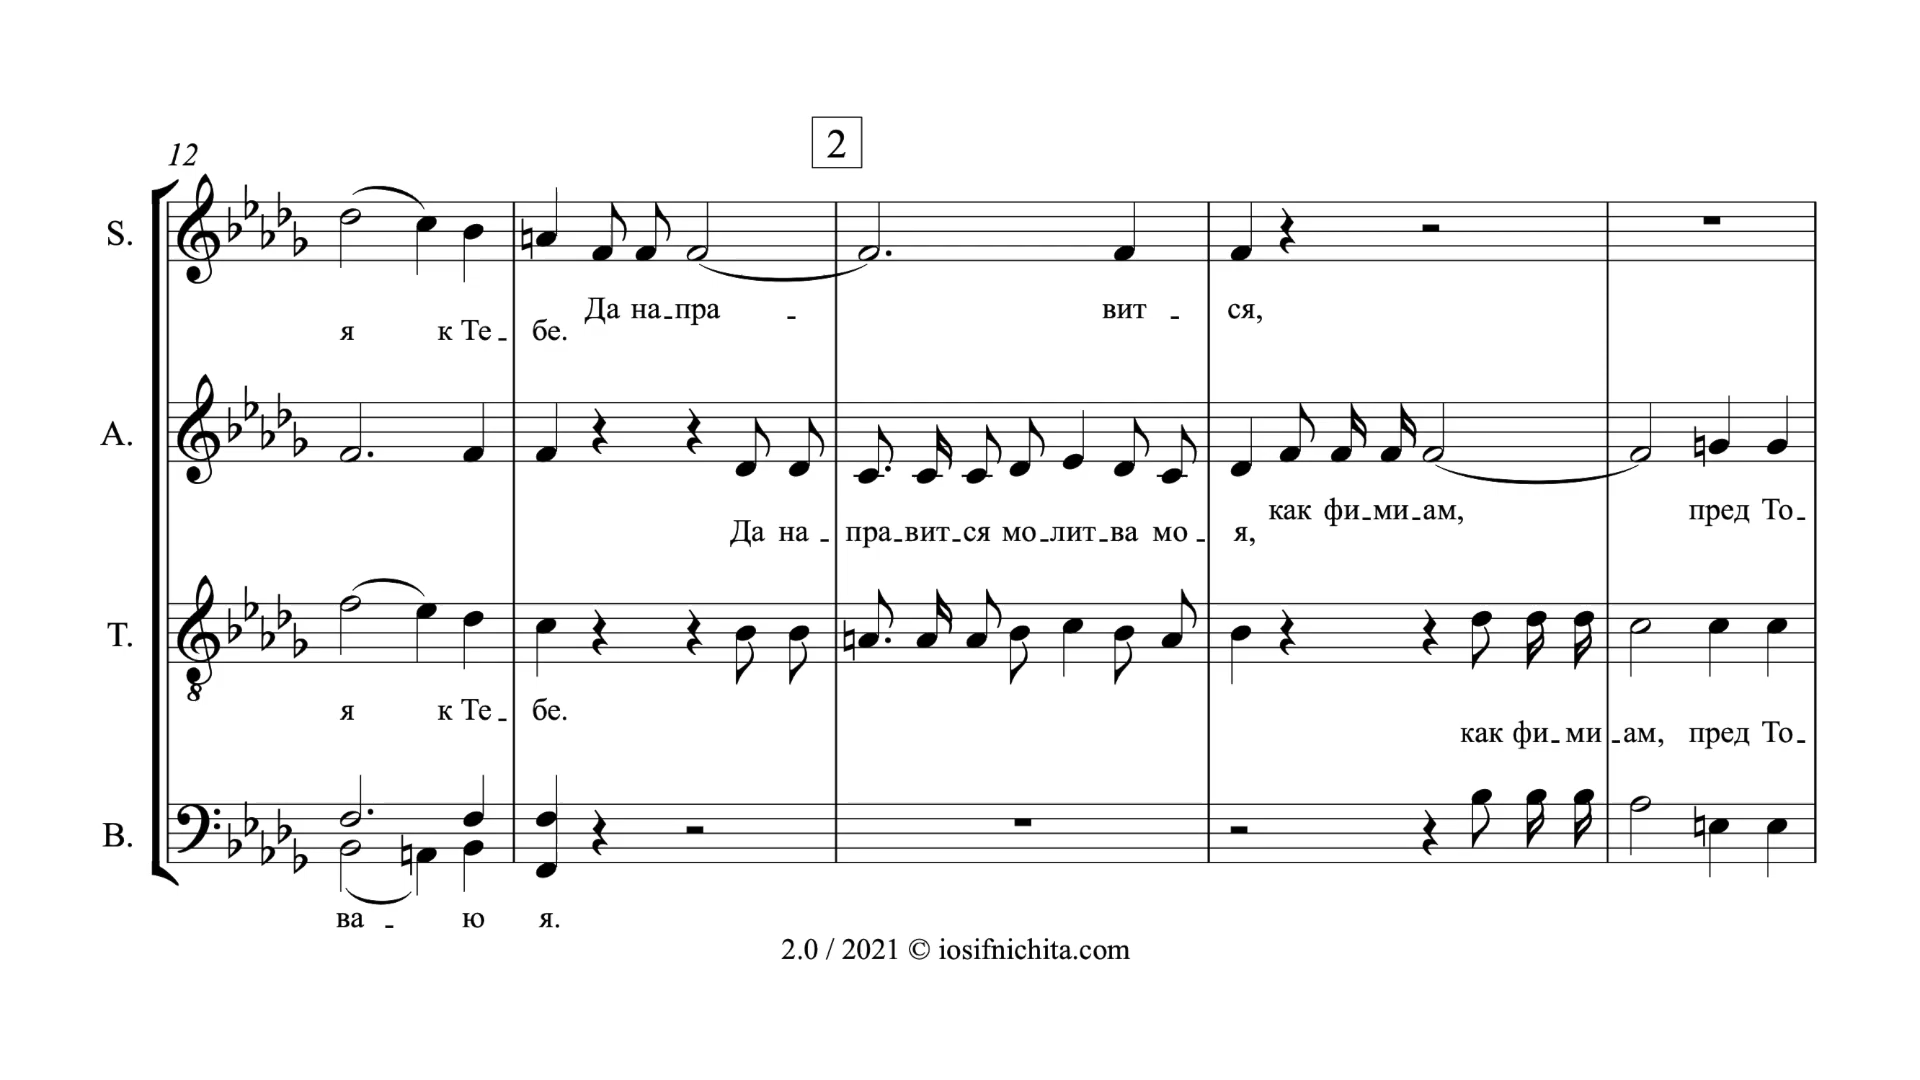 2
12
S.
Да на-пра - вит - ся,
я к Те - бе.
A.
как фи-ми-ам, пред То-
Да на - пра-вит-ся мо-лит-ва мо - я,
T.
8
я к Те - бе.
как фи-ми-ам, пред То-
B.
ва - ю я.
2.0 / 2021 © iosifnichita.com